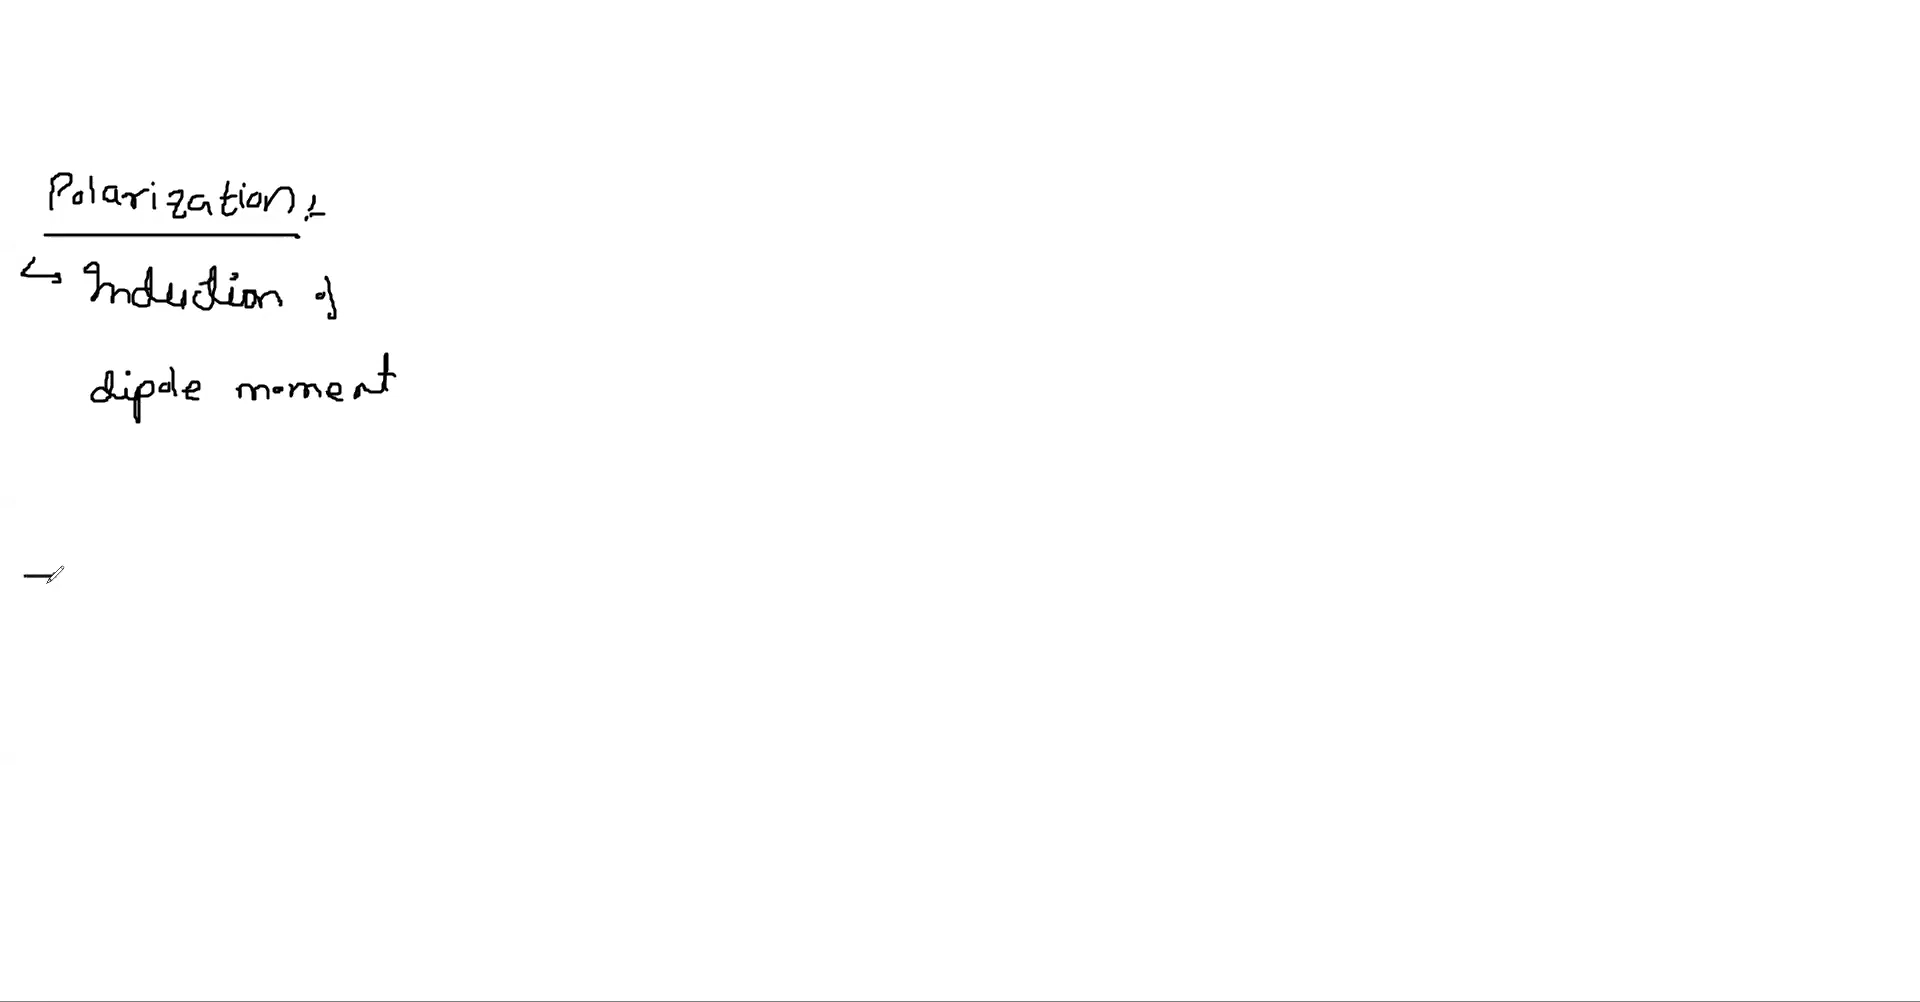 Polarization :-
↳ Induction of
dipole moment